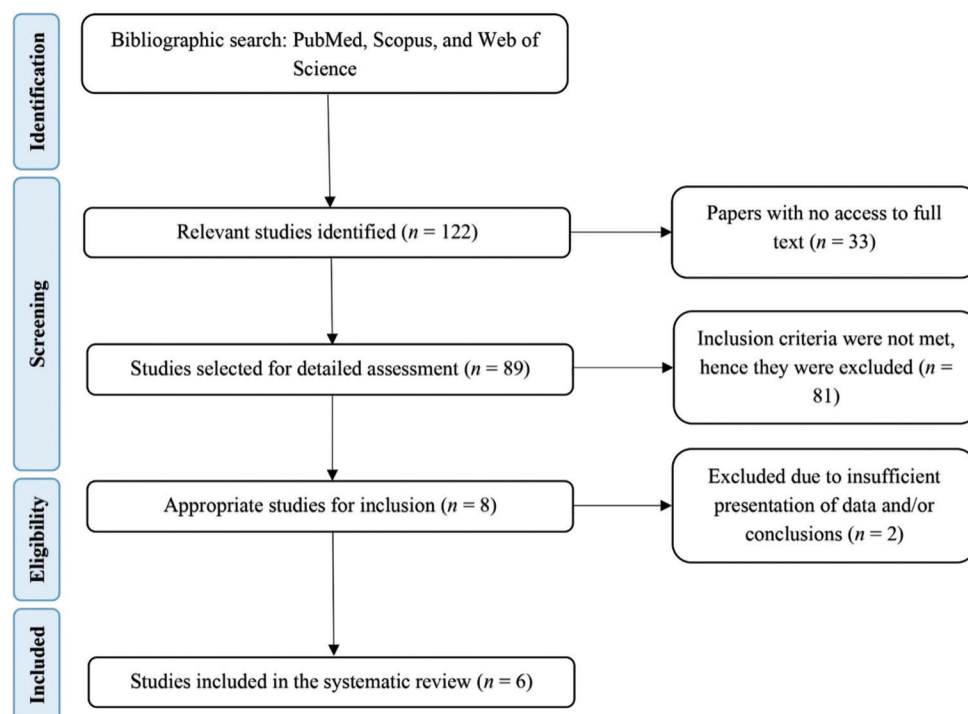 Identification
Bibliographic search: PubMed, Scopus, and Web of
Science
Screening
Relevant studies identified (n = 122)
Papers with no access to full
text (n = 33)
Studies selected for detailed assessment (n = 89)
Inclusion criteria were not met,
hence they were excluded (n =
81)
Eligibility
Appropriate studies for inclusion (n = 8)
Excluded due to insufficient
presentation of data and/or
conclusions (n = 2)
Included
Studies included in the systematic review (n = 6)